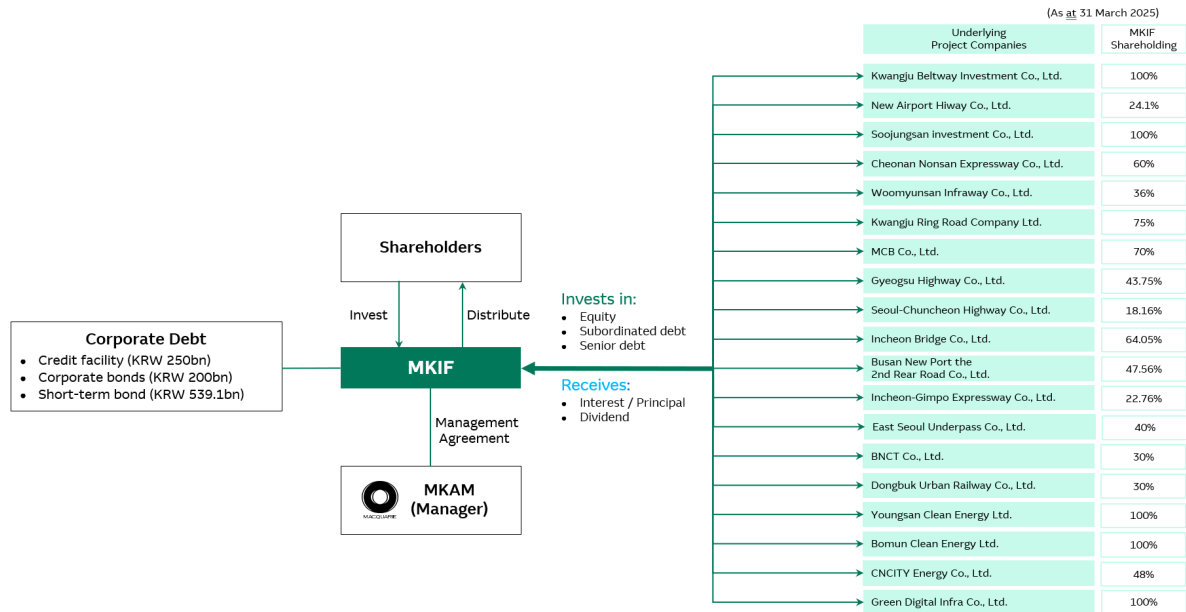 (As at 31 March 2025)
Underlying
Project Companies
MKIF
Shareholding
Kwangju Beltway Investment Co., Ltd.
100%
New Airport Hiway Co., Ltd.
24.1%
Soojungsan investment Co., Ltd.
100%
Cheonan Nonsan Expressway Co., Ltd.
60%
Woomyunsan Infraway Co., Ltd.
36%
Kwangju Ring Road Company Ltd.
75%
MCB Co., Ltd.
70%
Gyeogsu Highway Co., Ltd.
43.75%
Seoul-Chuncheon Highway Co., Ltd.
18.16%
Incheon Bridge Co., Ltd.
64.05%
Busan New Port the
2nd Rear Road Co., Ltd.
47.56%
Incheon-Gimpo Expressway Co., Ltd.
22.76%
East Seoul Underpass Co., Ltd.
40%
BNCT Co., Ltd.
30%
Dongbuk Urban Railway Co., Ltd.
30%
Youngsan Clean Energy Ltd.
100%
Bomun Clean Energy Ltd.
100%
CNCITY Energy Co., Ltd.
48%
Green Digital Infra Co., Ltd.
100%
Shareholders
Invest
Distribute
Corporate Debt
• Credit facility (KRW 250bn)
• Corporate bonds (KRW 200bn)
• Short-term bond (KRW 539.1bn)
MKIF
Invests in:
• Equity
• Subordinated debt
• Senior debt
Receives:
• Interest / Principal
• Dividend
Management
Agreement
MACQUARIE
MKAM
(Manager)